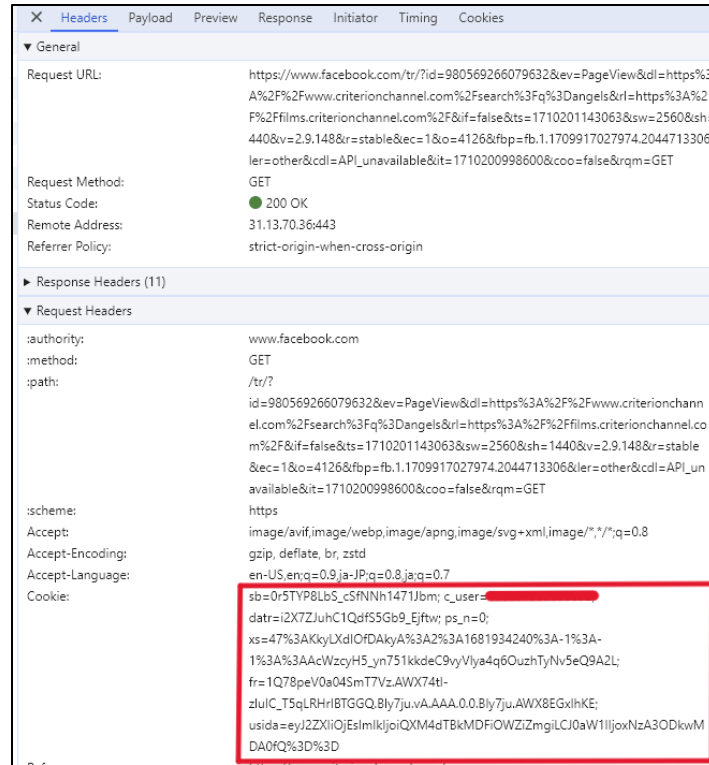 Headers Payload Preview Response Initiator Timing Cookies
General
Request URL: https://www.facebook.com/tr/?id=980569266079632&ev=PageView&dl=https%3
A%2F%2Fwww.criterionchannel.com%2Fsearch%3Fq%3Dangels&rl=https%3A%2
F%2Ffilms.criterionchannel.com%2F&if=false&ts=1710201143063&sw=2560&sh=
440&v=2.9.148&r=stable&ec=1&o=4126&fbp=fb.1.1709917027974.2044713306
ler=other&cdl=API_unavailable&it=1710200998600&coo=false&rqm=GET
Request Method: GET
Status Code: 200 OK
Remote Address: 31.13.70.36:443
Referrer Policy: strict-origin-when-cross-origin
Response Headers (11)
Request Headers
:authority: www.facebook.com
:method: GET
:path: /tr/?
id=980569266079632&ev=PageView&dl=https%3A%2F%2Fwww.criterionchann
el.com%2Fsearch%3Fq%3Dangels&rl=https%3A%2F%2Ffilms.criterionchannel.co
m%2F&if=false&ts=1710201143063&sw=2560&sh=1440&v=2.9.148&r=stable
&ec=1&o=4126&fbp=fb.1.1709917027974.2044713306&ler=other&cdl=API_un
available&it=1710200998600&coo=false&rqm=GET
:scheme: https
Accept: image/avif,image/webp,image/apng,image/svg+xml,image/*,*/*;q=0.8
Accept-Encoding: gzip, deflate, br, zstd
Accept-Language: en-US,en;q=0.9,ja-JP;q=0.8,ja;q=0.7
Cookie: sb=0r5TYP8LbS_cSfNNh1471Jbm; c_user=
datr=i2X7ZJuhC1QdfS5Gb9_Ejftw; ps_n=0;
xs=47%3AKkyLXdIOfDAkyA%3A2%3A1681934240%3A-1%3A-
1%3A%3AAcWzcyH5_yn751kkdeC9vyVlya4q6OuzhTyNv5eQ9A2L;
fr=1Q78peV0a04SmT7Vz.AWX74tI-
zIuIC_T5qLRHrIBTGGQ.Bly7ju.vA.AAA.0.0.Bly7ju.AWX8EGxIhKE;
usida=eyJ2ZXIiOjEsImlkIjoiQXM4dTBkMDFiOWZiZmgiLCJ0aW1lIjoxNzA3ODkwM
DA0fQ%3D%3D